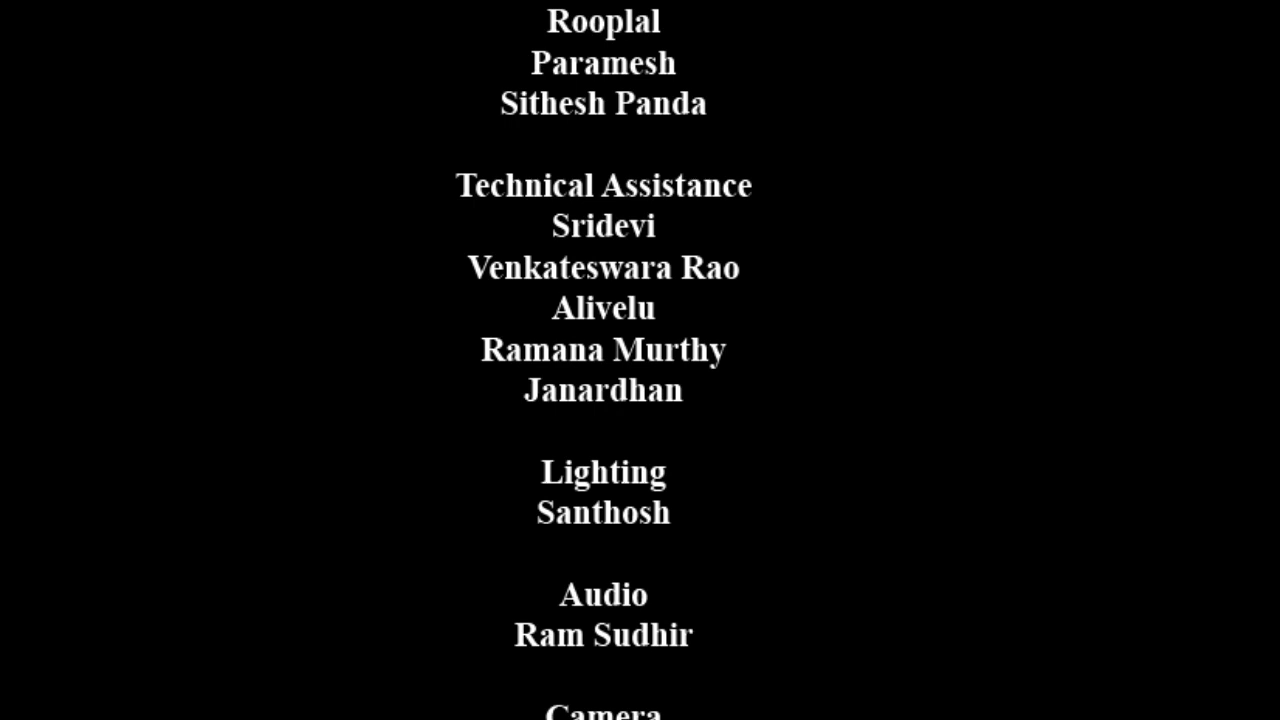 Rooplal
Paramesh
Sithesh Panda
Technical Assistance
Sridevi
Venkateswara Rao
Alivelu
Ramana Murthy
Janardhan
Lighting
Santhosh
Audio
Ram Sudhir
Camera